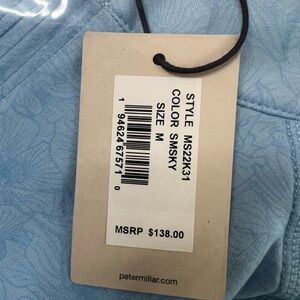 STYLE MS22K31
COLOR SMSKY
SIZE M
1 94624 67571 0
MSRP $138.00
petermillar.com